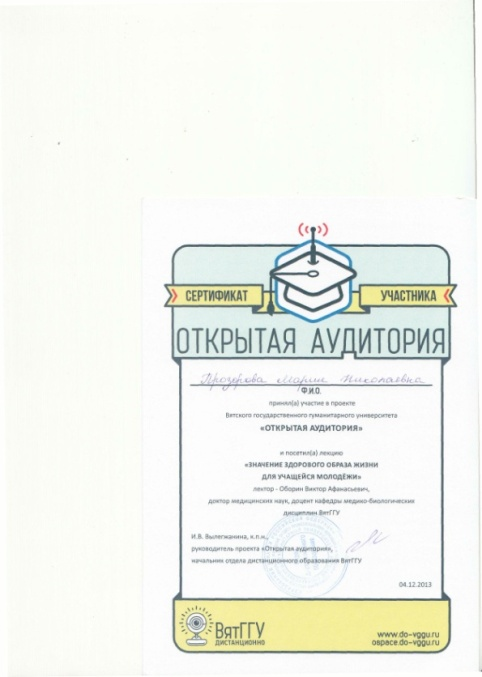 СЕРТИФИКАТ УЧАСТНИКА
ОТКРЫТАЯ АУДИТОРИЯ
Прозорова Мария Николаевна
Ф.И.О.
принял(а) участие в проекте
Вятского государственного гуманитарного университета
«ОТКРЫТАЯ АУДИТОРИЯ»
и посетил(а) лекцию
«ЗНАЧЕНИЕ ЗДОРОВОГО ОБРАЗА ЖИЗНИ
ДЛЯ УЧАЩЕЙСЯ МОЛОДЁЖИ»
лектор - Оборин Виктор Афанасьевич,
доктор медицинских наук, доцент кафедры медико-биологических
дисциплин ВятГГУ
И.В. Вылегжанина, к.п.н.,
руководитель проекта «Открытая аудитория»,
начальник отдела дистанционного образования ВятГГУ
04.12.2013
ВятГГУ
ДИСТАНЦИОННО
www.do-vggu.ru
ospace.do-vggu.ru